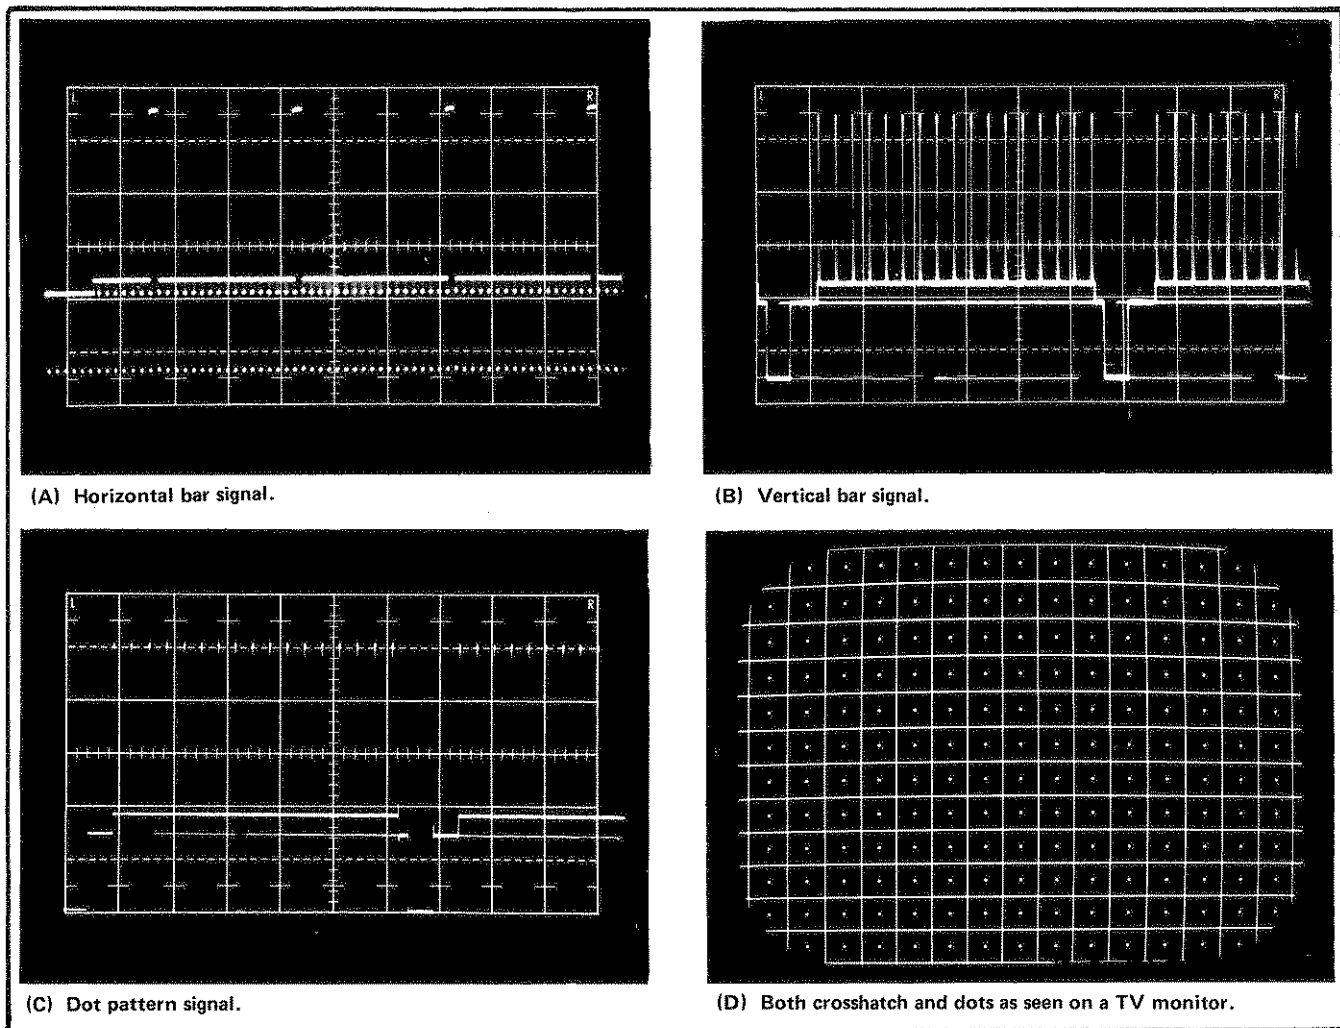 L R
(A) Horizontal bar signal.
L R
(B) Vertical bar signal.
L R
(C) Dot pattern signal.
(D) Both crosshatch and dots as seen on a TV monitor.